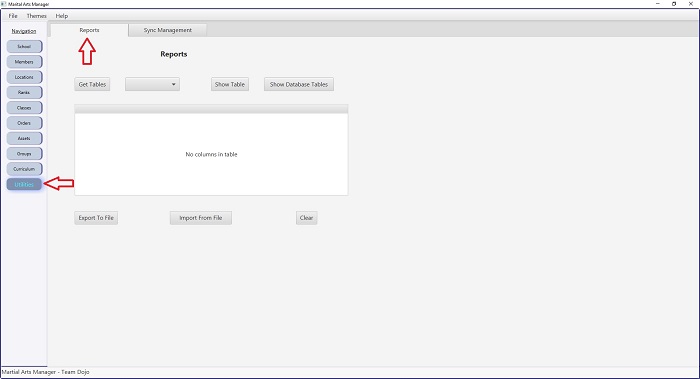 Marital Arts Manager
File Themes Help
Navigation
School
Members
Locations
Ranks
Classes
Orders
Assets
Groups
Curriculum
Utilities
Reports Sync Management
Reports
Get Tables Show Table Show Database Tables
No columns in table
Export To File Import From File Clear
Martial Arts Manager - Team Dojo